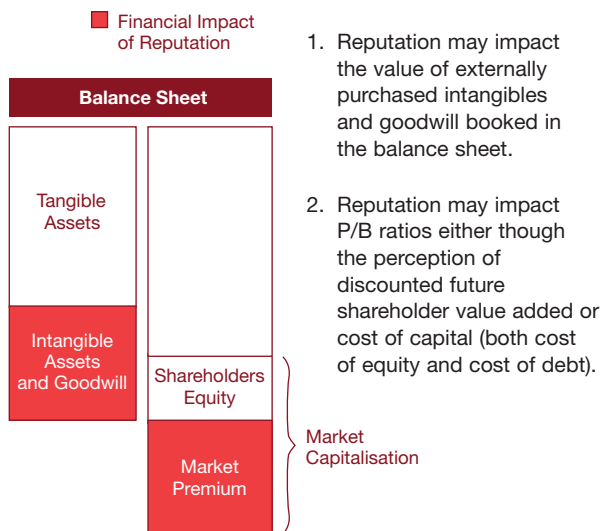 Financial Impact
of Reputation
Balance Sheet
Tangible
Assets
Intangible
Assets
and Goodwill
Shareholders
Equity
Market
Premium
Market
Capitalisation
1. Reputation may impact
the value of externally
purchased intangibles
and goodwill booked in
the balance sheet.
2. Reputation may impact
P/B ratios either though
the perception of
discounted future
shareholder value added or
cost of capital (both cost
of equity and cost of debt).